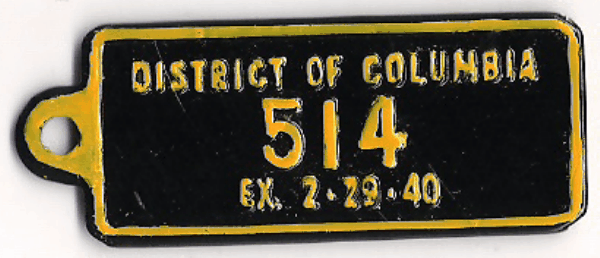 DISTRICT OF COLUMBIA
514
EX. 2·29·40